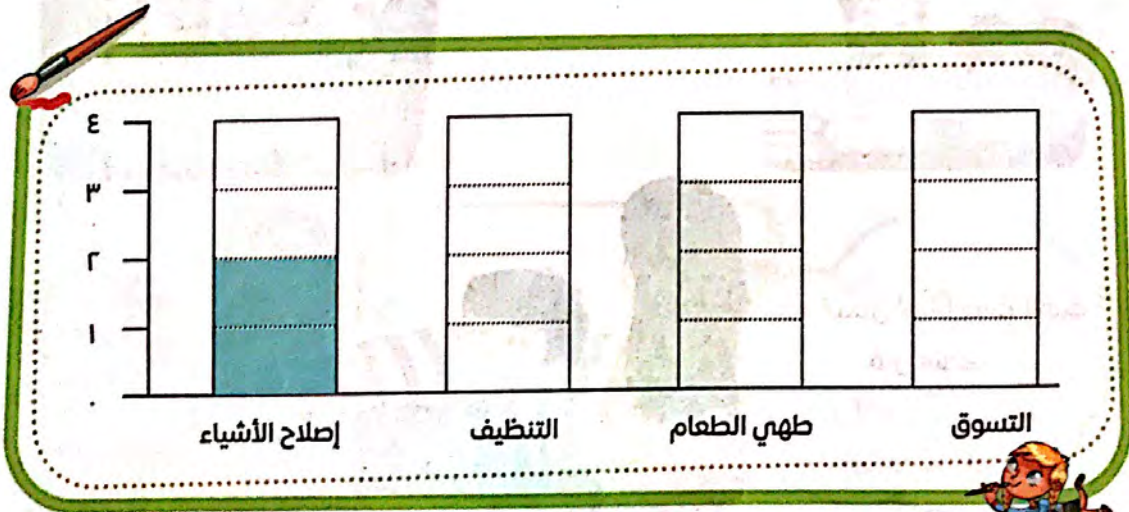 ٤
٣
٢
١
٠
التسوق
طهي الطعام
التنظيف
إصلاح الأشياء